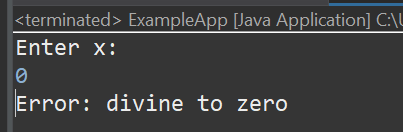 <terminated> ExampleApp [Java Application] C:\
Enter x:
0
Error: divine to zero